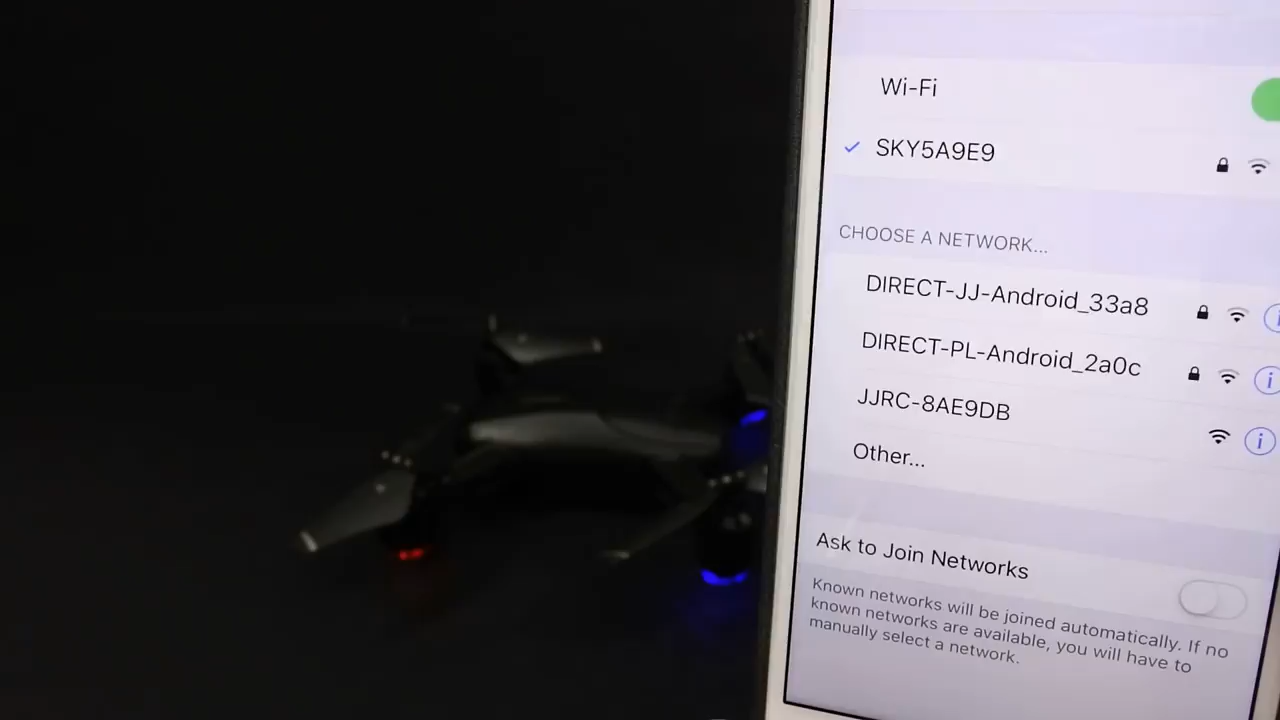 Wi-Fi
SKY5A9E9
CHOOSE A NETWORK...
DIRECT-JJ-Android_33a8
DIRECT-PL-Android_2a0c
JJRC-8AE9DB
Other...
Ask to Join Networks
Known networks will be joined automatically. If no
known networks are available, you will have to
manually select a network.